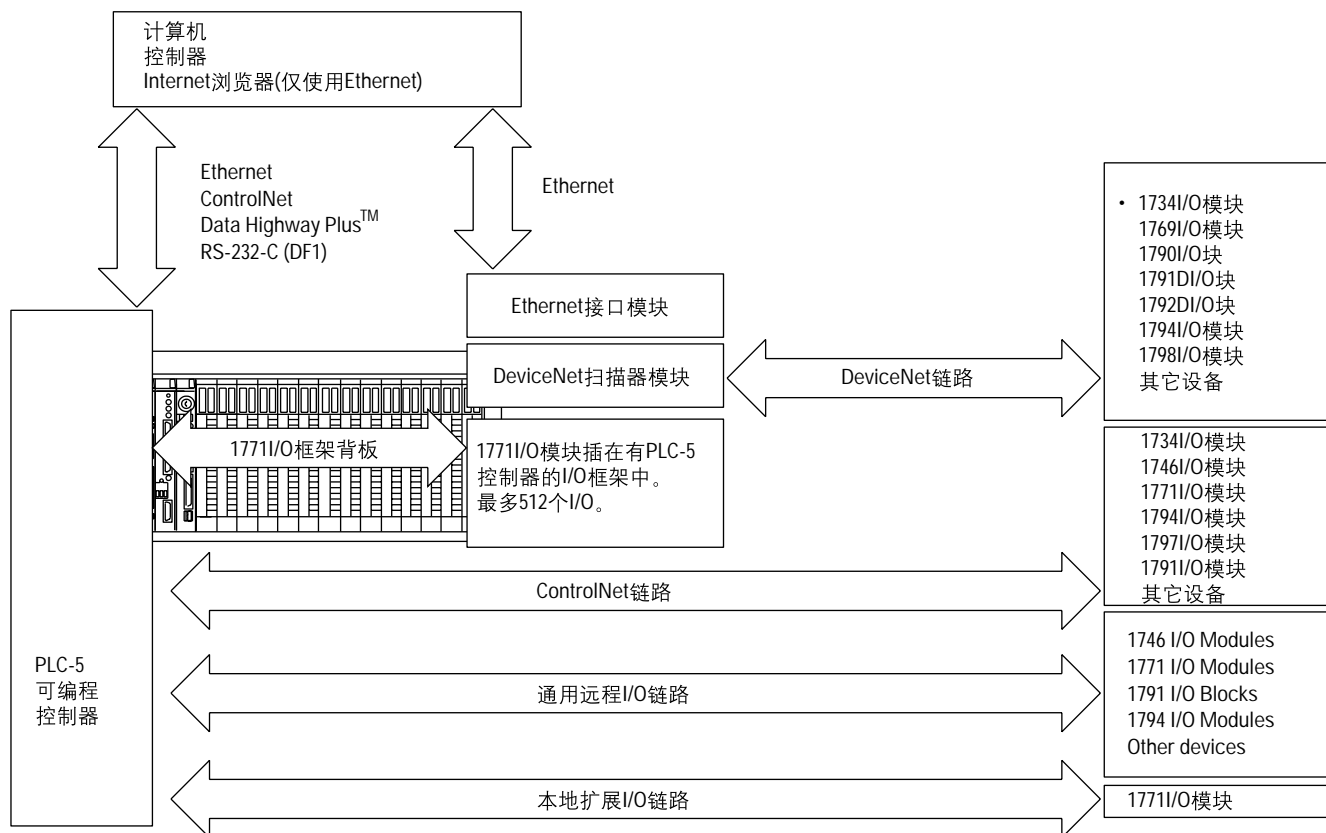 计算机
控制器
Internet浏览器(仅使用Ethernet)
Ethernet
ControlNet
Data Highway Plus™
RS-232-C (DF1)
Ethernet
Ethernet接口模块
DeviceNet扫描器模块
DeviceNet链路
• 1734I/O模块
1769I/O模块
1790I/O块
1791DI/O块
1792DI/O块
1794I/O模块
1798I/O模块
其它设备
1771I/O框架背板
1771I/O模块插在有PLC-5
控制器的I/O框架中。
最多512个I/O。
1734I/O模块
1746I/O模块
1771I/O模块
1794I/O模块
1797I/O模块
1791I/O模块
其它设备
ControlNet链路
PLC-5
可编程
控制器
通用远程I/O链路
1746 I/O Modules
1771 I/O Modules
1791 I/O Blocks
1794 I/O Modules
Other devices
本地扩展I/O链路
1771I/O模块